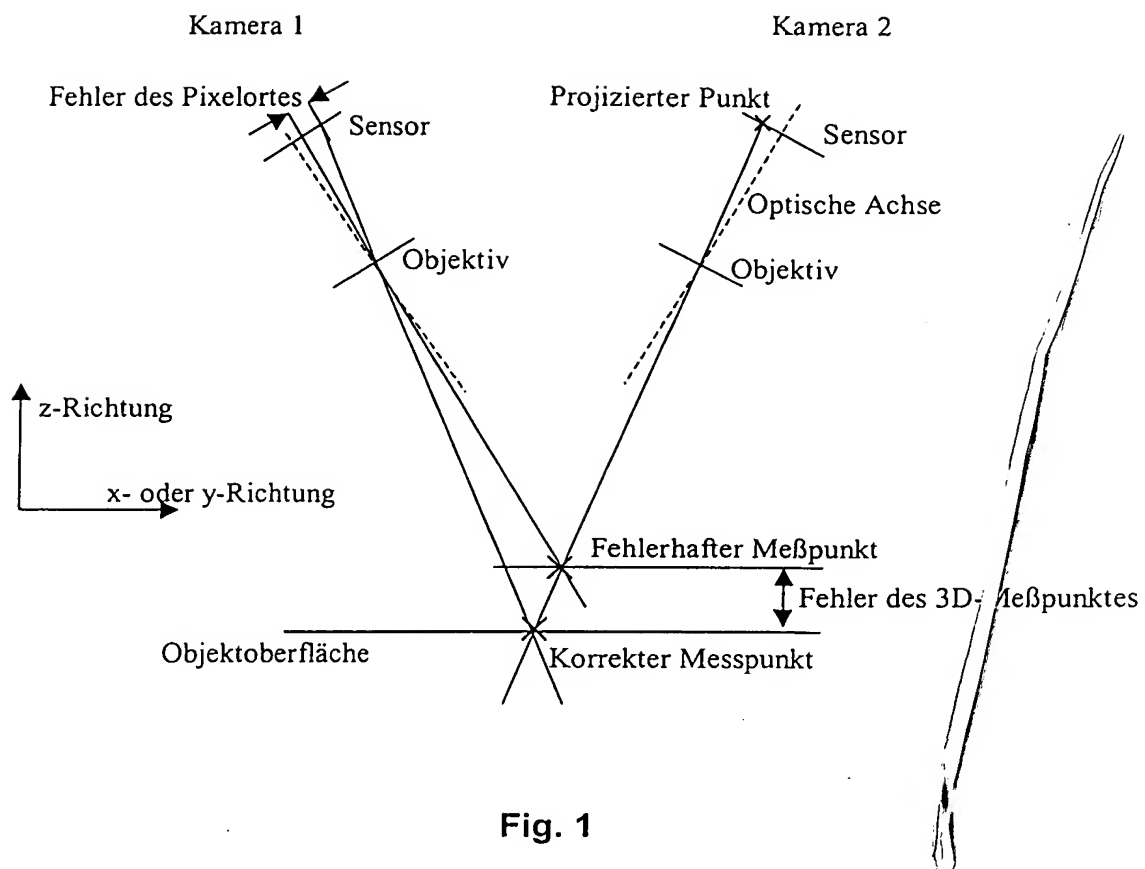 Kamera 1
Kamera 2
Fehler des Pixelortes
Projizierter Punkt
Sensor
Sensor
Optische Achse
Objektiv
Objektiv
z-Richtung
x- oder y-Richtung
Fehlerhafter Meßpunkt
Fehler des 3D-Meßpunktes
Objektoberfläche
Korrekter Messpunkt
Fig. 1